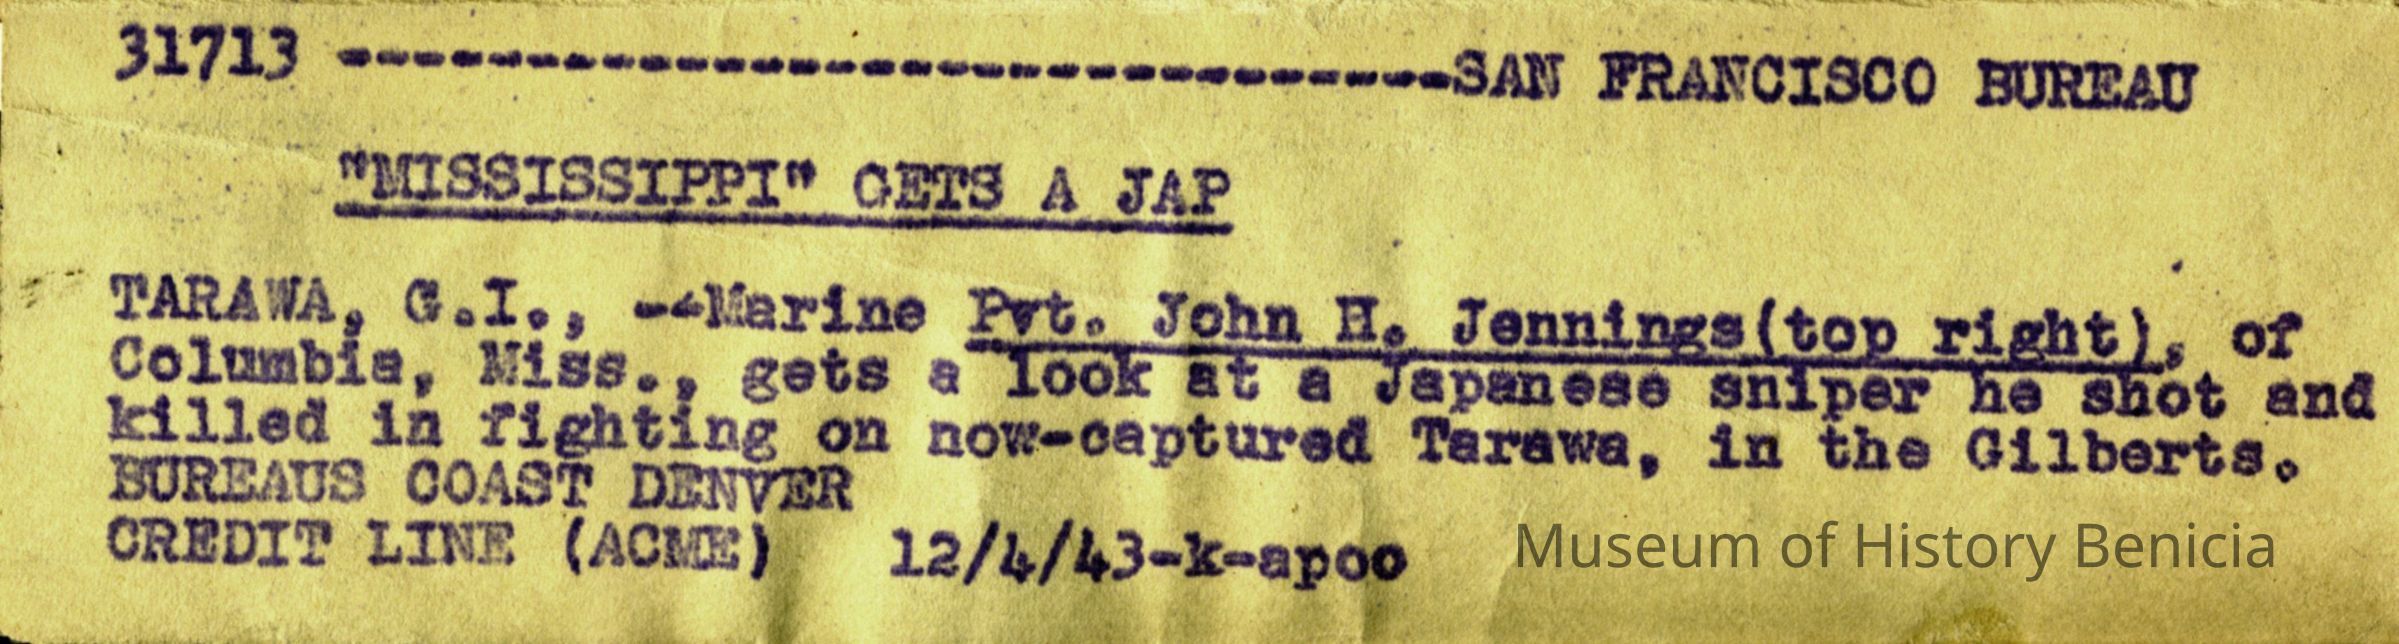 31713 ------------------------------SAN FRANCISCO BUREAU
"MISSISSIPPI" GETS A JAP
TARAWA, G.I., --Marine Pvt. John H. Jennings(top right), of
Columbia, Miss., gets a look at a Japanese sniper he shot and
killed in fighting on now-captured Tarawa, in the Gilberts.
BUREAUS COAST DENVER
CREDIT LINE (ACME) 12/4/43-k-apoo
Museum of History Benicia